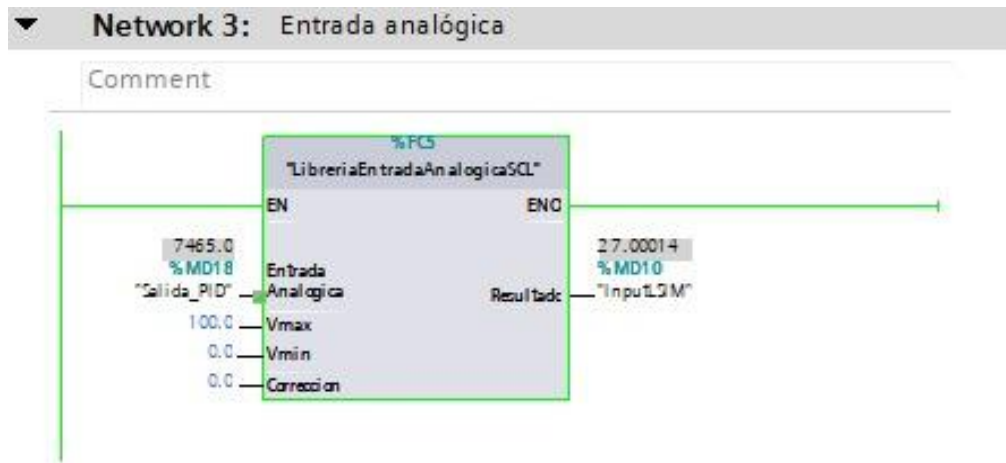 Network 3: Entrada analógica
Comment
%FC5
"LibreriaEntradaAnalogicaSCL"
EN ENO
7465.0 27.00014
%MD18 Entrada %MD10
"Salida_PID" Analogica Resultado "InputLSIM"
100.0 Vmax
0.0 Vmin
0.0 Correccion